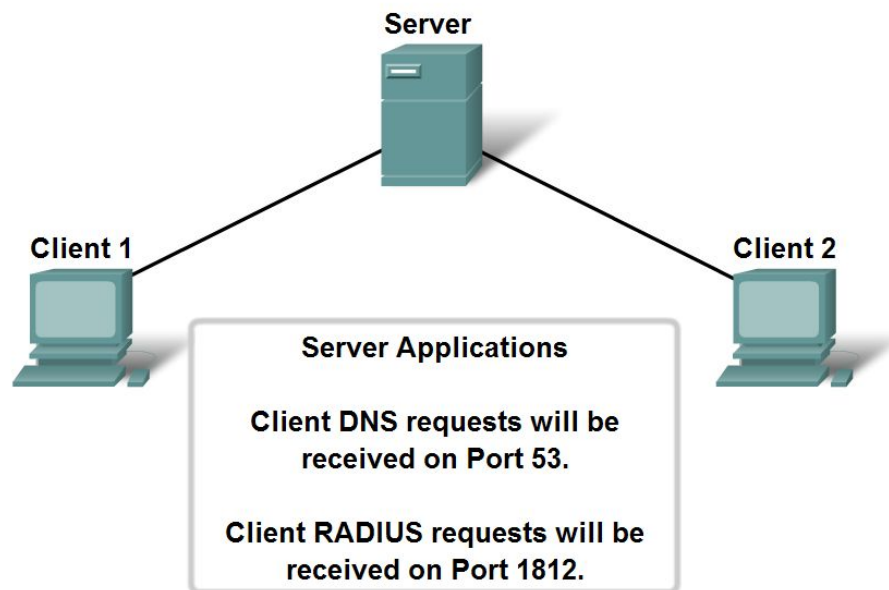 Server
Client 1
Client 2
Server Applications
Client DNS requests will be
received on Port 53.
Client RADIUS requests will be
received on Port 1812.